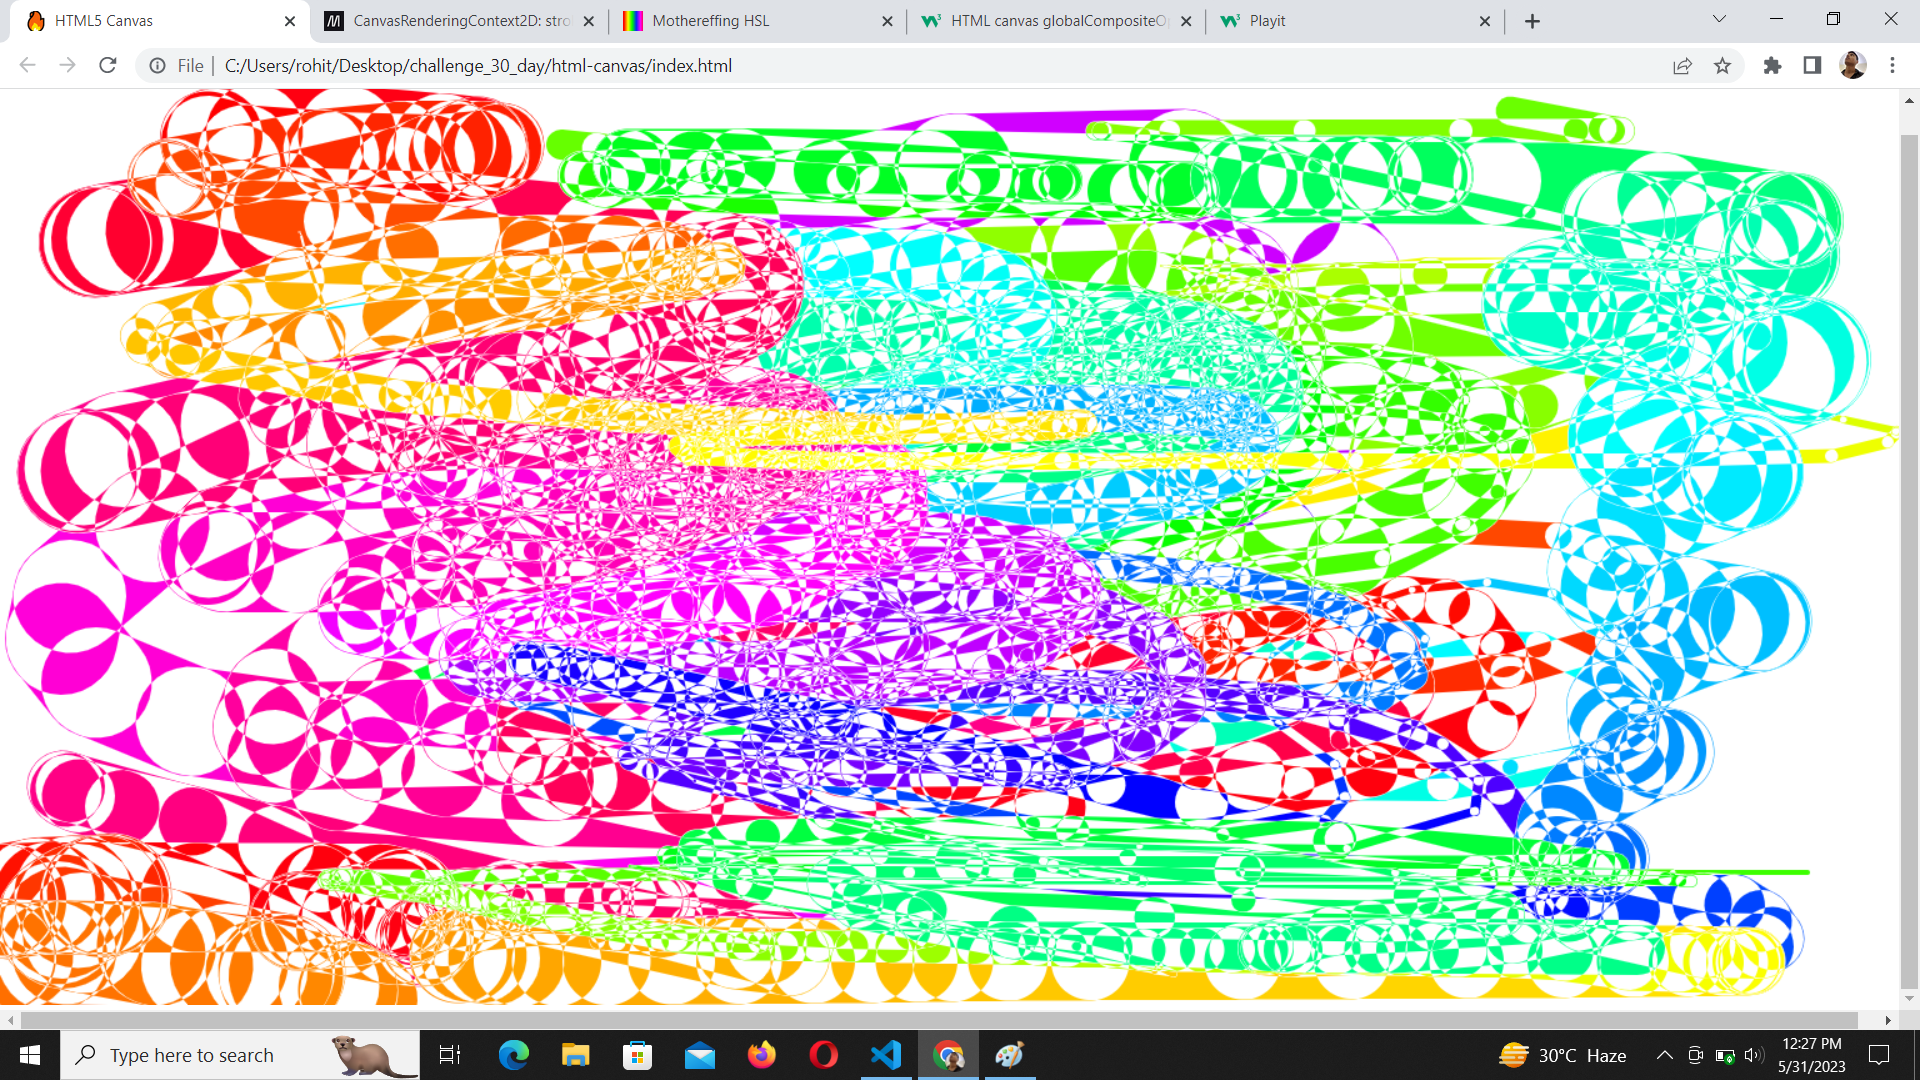 HTML5 Canvas
CanvasRenderingContext2D: stro
Mothereffing HSL
HTML canvas globalCompositeOp
Playit
File
C:/Users/rohit/Desktop/challenge_30_day/html-canvas/index.html
Type here to search
30°C Haze
12:27 PM
5/31/2023